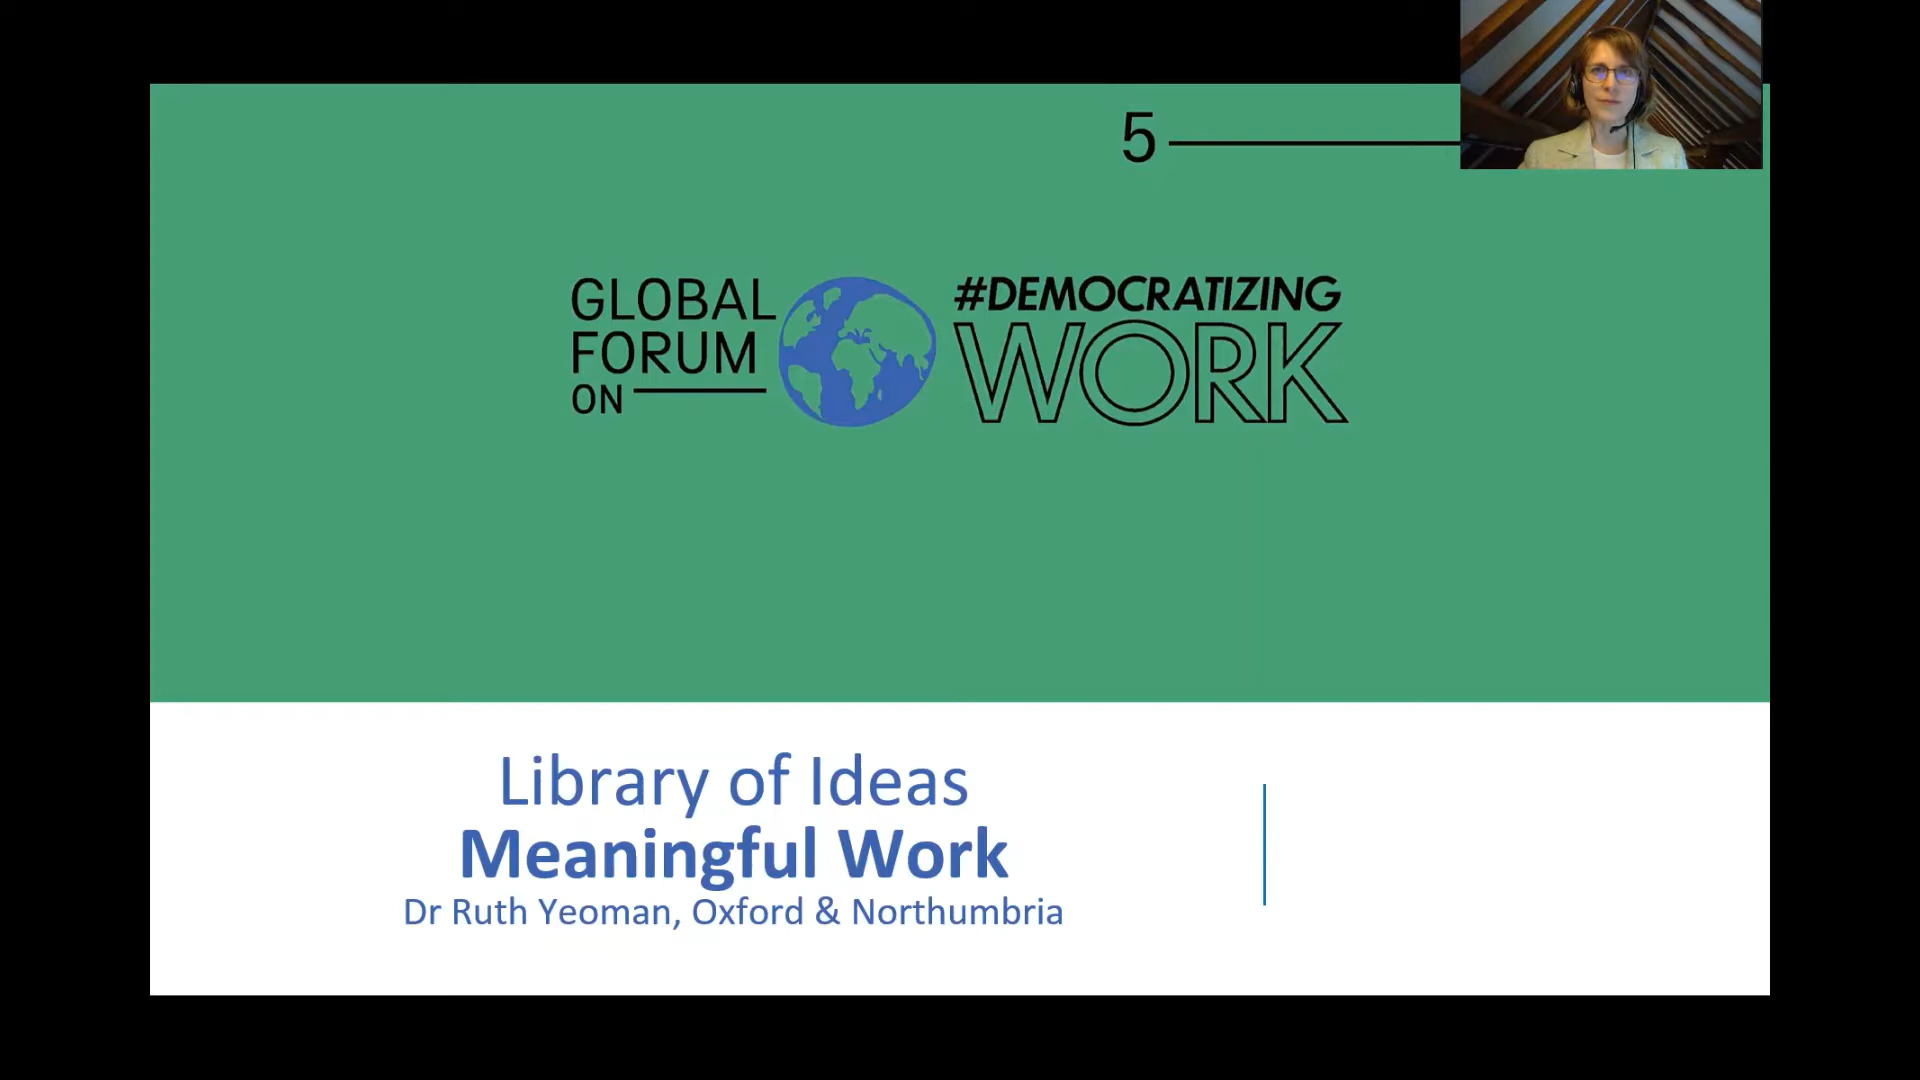 5
GLOBAL
FORUM
ON
#DEMOCRATIZING
WORK
Library of Ideas
Meaningful Work
Dr Ruth Yeoman, Oxford & Northumbria